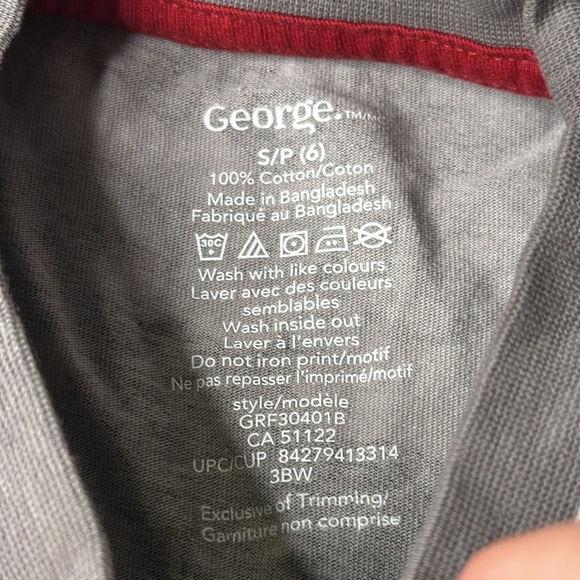 George.™/MC
S/P (6)
100% Cotton/Coton
Made in Bangladesh
Fabriqué au Bangladesh
30C
Wash with like colours
Laver avec des couleurs
semblables
Wash inside out
Laver à l'envers
Do not iron print/motif
Ne pas repasser l'imprimé/motif
style/modèle
GRF30401B
CA 51122
UPC/CUP 84279413314
3BW
Exclusive of Trimming/
Garniture non comprise